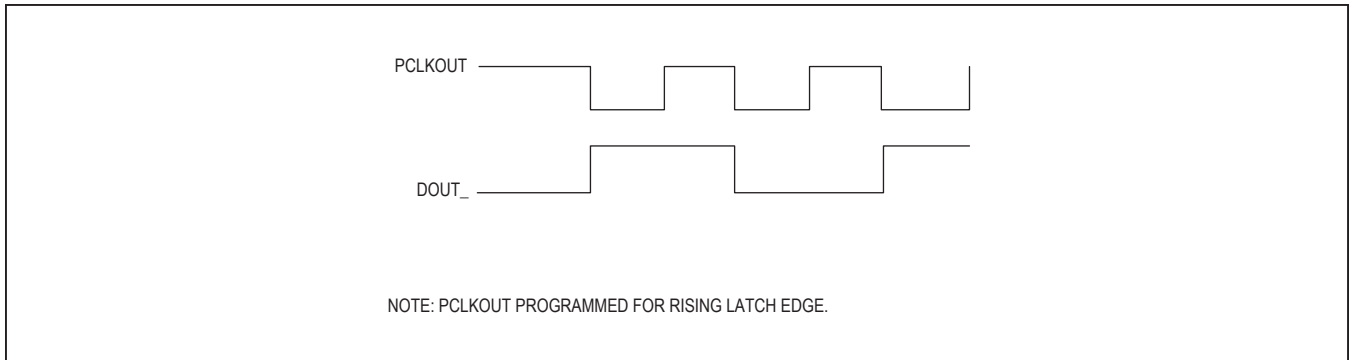 PCLKOUT
DOUT_
NOTE: PCLKOUT PROGRAMMED FOR RISING LATCH EDGE.